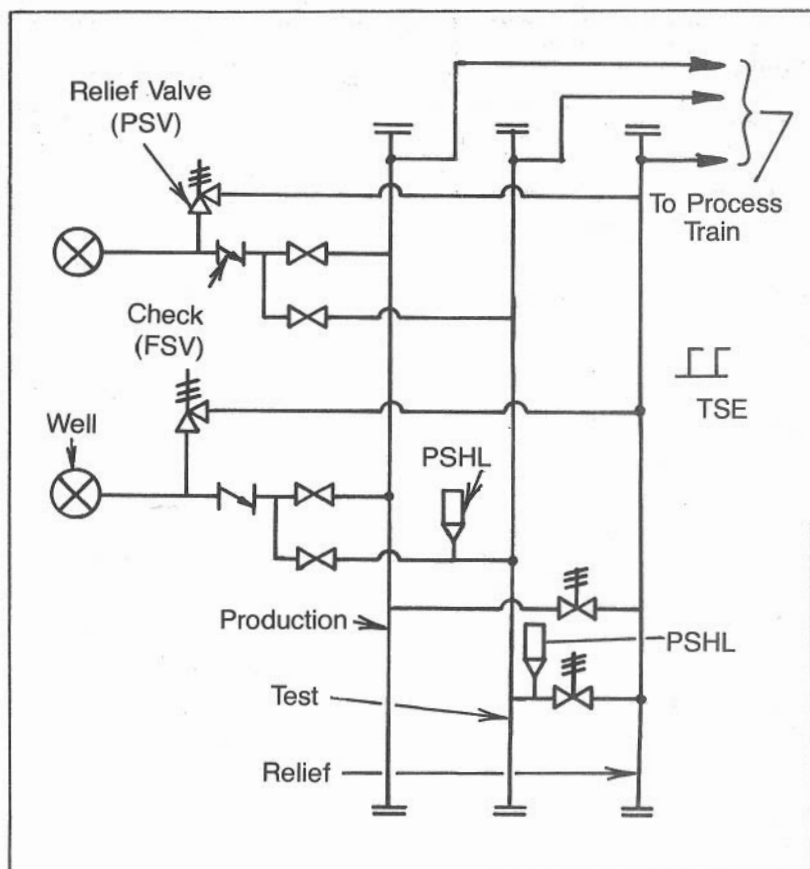 Relief Valve
(PSV)
To Process
Train
Check
(FSV)
TSE
Well
PSHL
Production
PSHL
Test
Relief